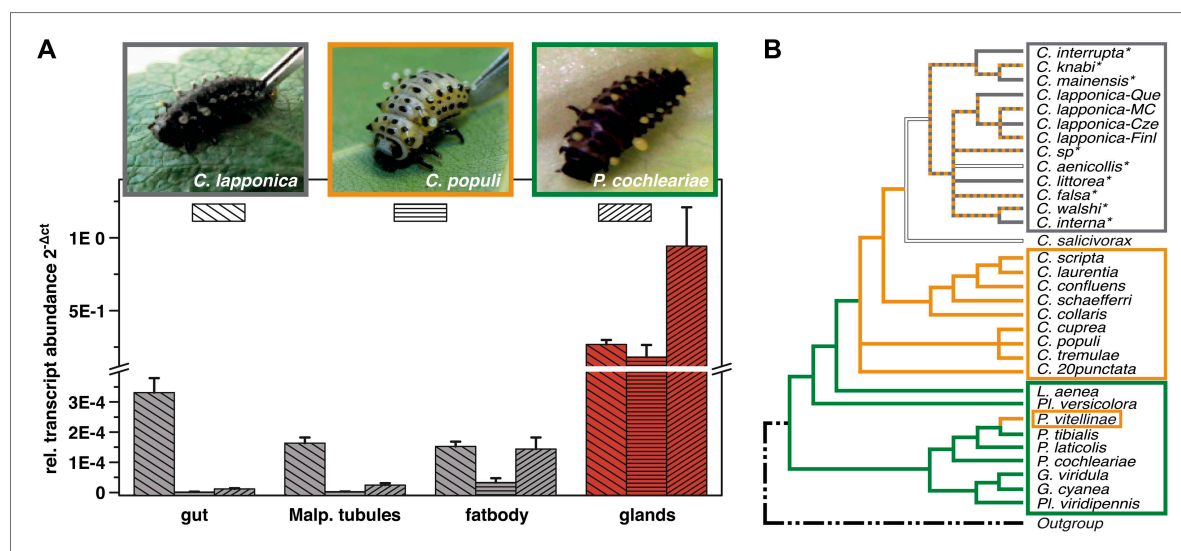 A
C. lapponica
C. populi
P. cochleariae
rel. transcript abundance 2^-Δct
1E 0
5E-1
3E-4
2E-4
1E-4
0
gut
Malp. tubules
fatbody
glands
B
C. interrupta*
C. knabi*
C. mainensis*
C. lapponica-Que
C. lapponica-MC
C. lapponica-Cze
C. lapponica-Finl
C. sp*
C. aenicollis*
C. littorea*
C. falsa*
C. walshi*
C. interna*
C. salicivorax
C. scripta
C. laurentia
C. confluens
C. schaefferri
C. collaris
C. cuprea
C. populi
C. tremulae
C. 20punctata
L. aenea
Pl. versicolora
P. vitellinae
P. tibialis
P. laticolis
P. cochleariae
G. viridula
G. cyanea
Pl. viridipennis
Outgroup